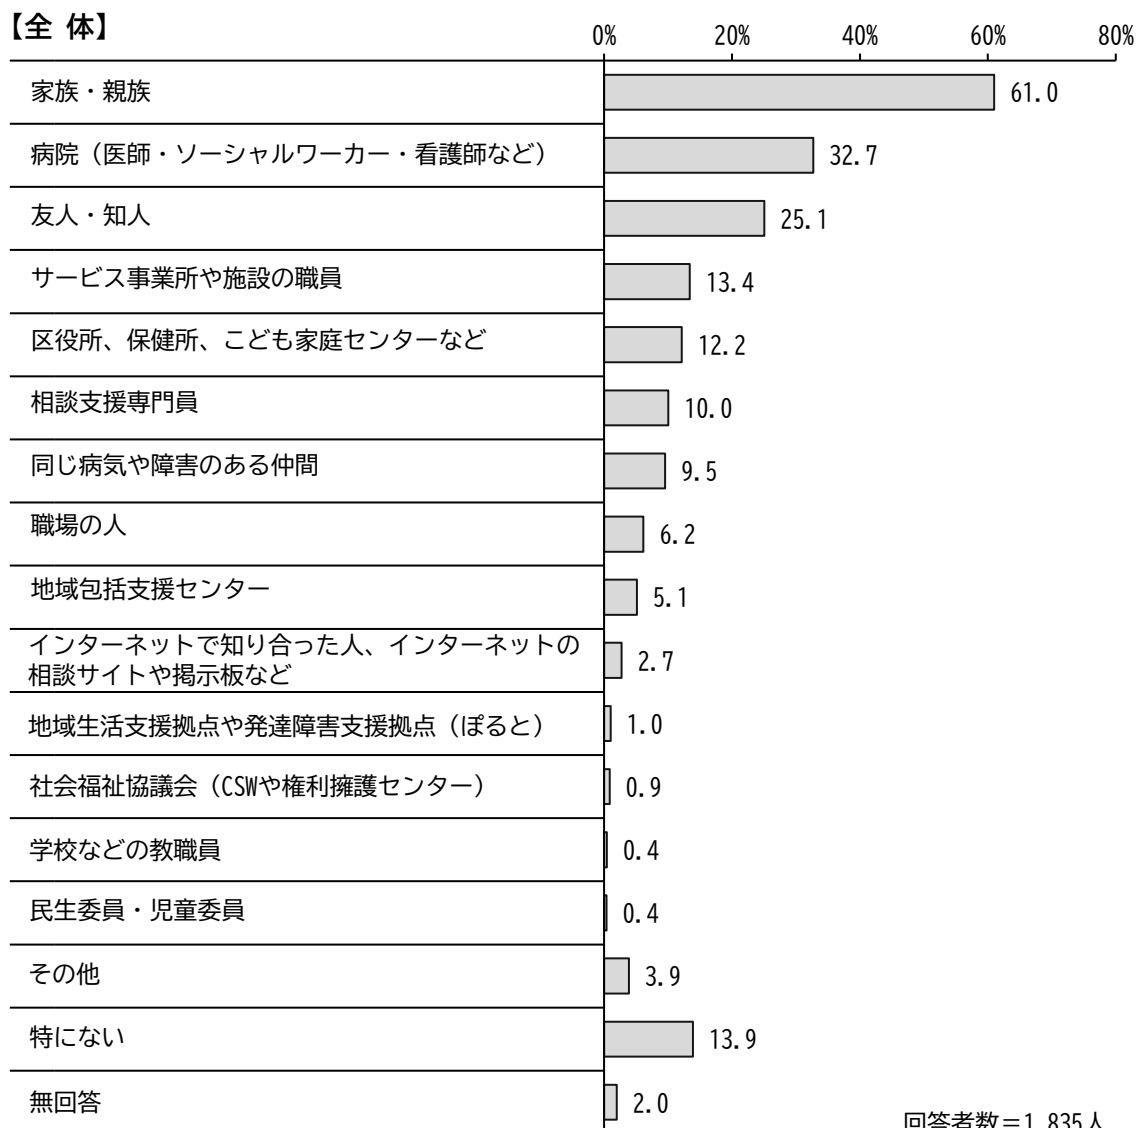 【全 体】
0% 20% 40% 60% 80%
家族・親族 61.0
病院（医師・ソーシャルワーカー・看護師など） 32.7
友人・知人 25.1
サービス事業所や施設の職員 13.4
区役所、保健所、こども家庭センターなど 12.2
相談支援専門員 10.0
同じ病気や障害のある仲間 9.5
職場の人 6.2
地域包括支援センター 5.1
インターネットで知り合った人、インターネットの
相談サイトや掲示板など 2.7
地域生活支援拠点や発達障害支援拠点（ぽると） 1.0
社会福祉協議会（CSWや権利擁護センター） 0.9
学校などの教職員 0.4
民生委員・児童委員 0.4
その他 3.9
特にない 13.9
無回答 2.0
回答者数＝1,835人